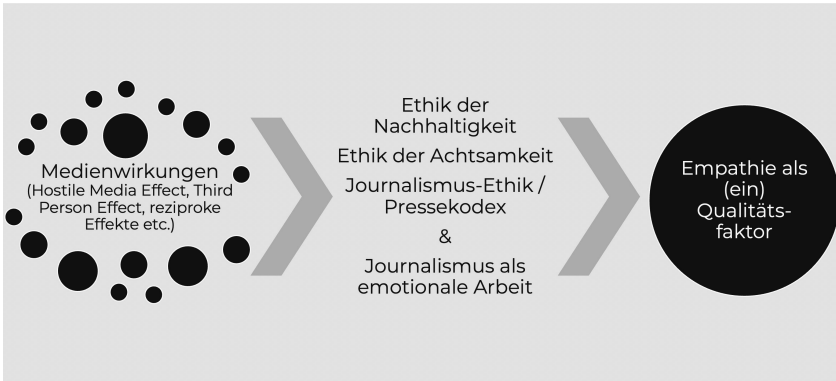 Medienwirkungen
(Hostile Media Effect, Third
Person Effect, reziproke
Effekte etc.)
Ethik der
Nachhaltigkeit
Ethik der Achtsamkeit
Journalismus-Ethik /
Pressekodex
&
Journalismus als
emotionale Arbeit
Empathie als
(ein)
Qualitäts-
faktor